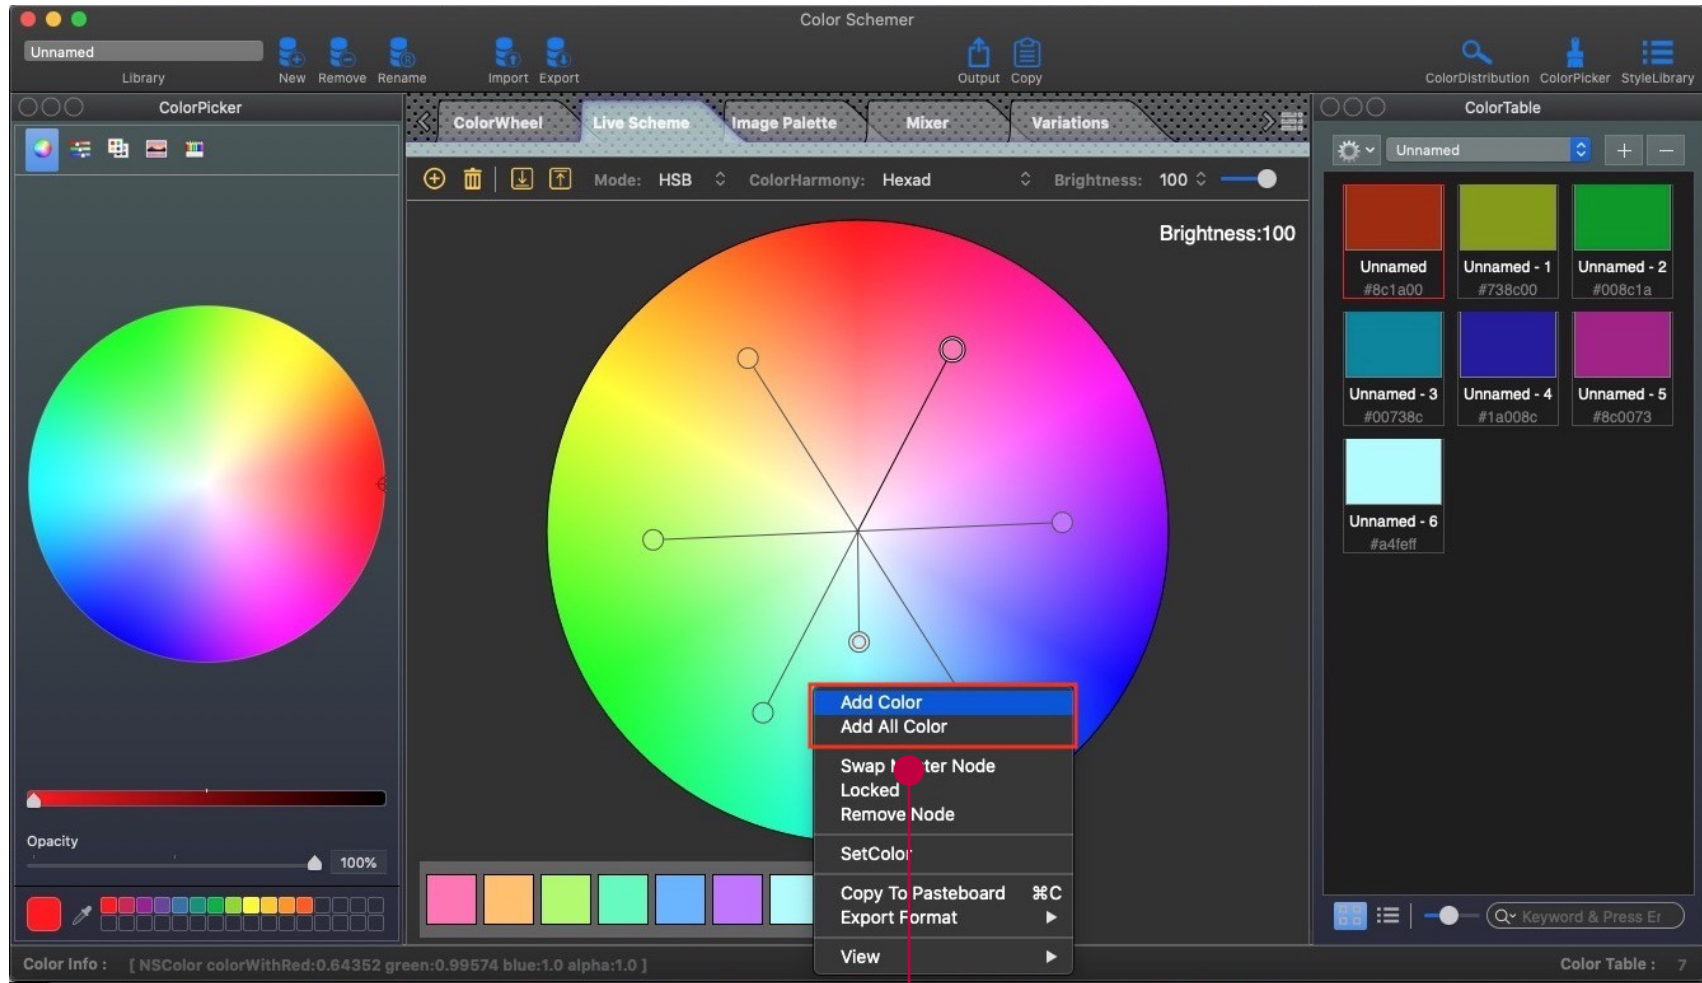 Color Schemer
Unnamed
Library
New Remove Rename Import Export
Output Copy
ColorDistribution ColorPicker StyleLibrary
ColorPicker
ColorWheel Live Scheme Image Palette Mixer Variations
ColorTable
Mode: HSB ColorHarmony: Hexad Brightness: 100
Unnamed
Brightness:100
Unnamed Unnamed - 1 Unnamed - 2
#8c1a00 #738c00 #008c1a
Unnamed - 3 Unnamed - 4 Unnamed - 5
#00738c #1a008c #8c0073
Unnamed - 6
#a4feff
Add Color
Add All Color
Swap Node
Locked
Remove Node
SetColor
Copy To Pasteboard ⌘C
Export Format
View
Opacity
100%
Keyword & Press Er
Color Info : [ NSColor colorWithRed:0.64352 green:0.99574 blue:1.0 alpha:1.0 ]
Color Table : 7